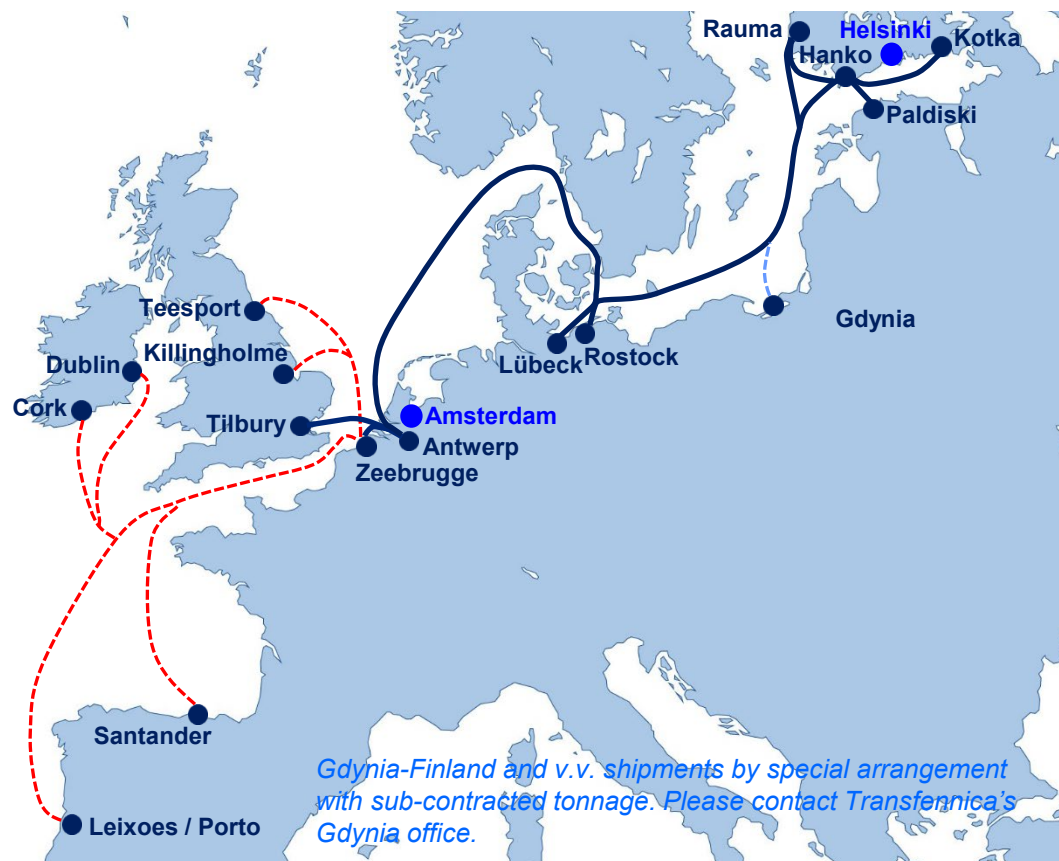 Rauma
Helsinki
Kotka
Hanko
Paldiski
Teesport
Gdynia
Killingholme
Dublin
Lübeck
Rostock
Cork
Tilbury
Amsterdam
Antwerp
Zeebrugge
Santander
Gdynia-Finland and v.v. shipments by special arrangement
with sub-contracted tonnage. Please contact Transfennica's
Gdynia office.
Leixoes / Porto